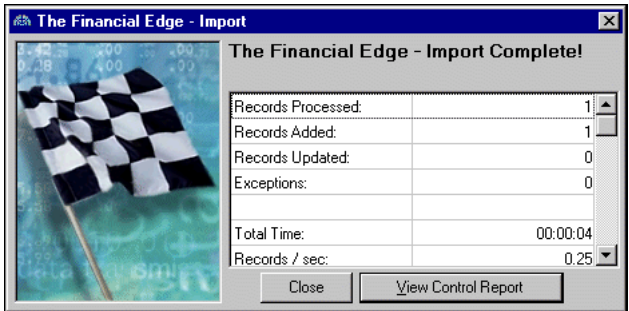 The Financial Edge - Import
The Financial Edge - Import Complete!
Records Processed: 1
Records Added: 1
Records Updated: 0
Exceptions: 0
Total Time: 00:00:04
Records / sec: 0.25
Close View Control Report